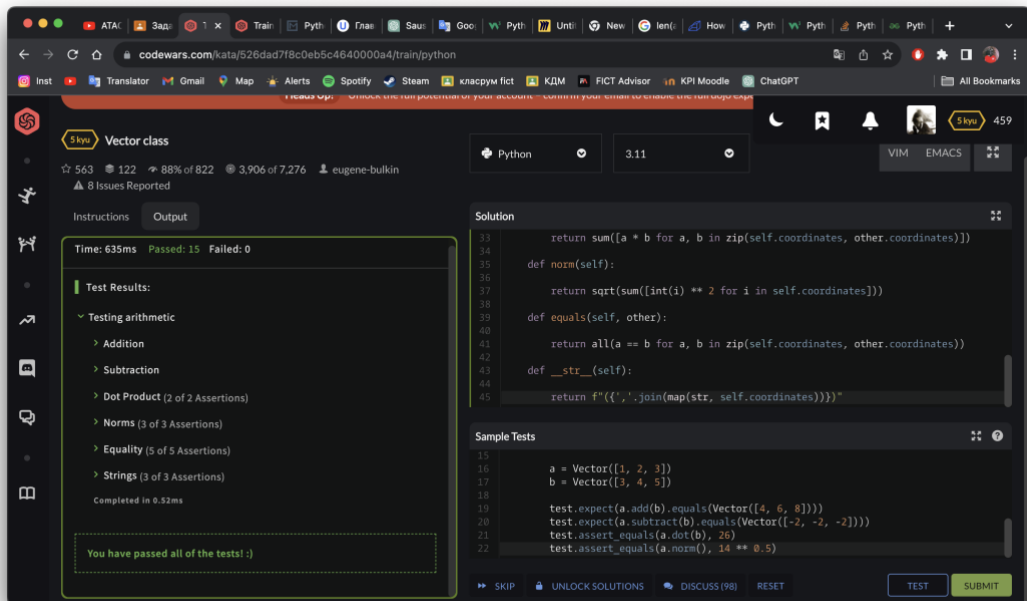 ATAC
Зада
T
Train
Pyth
Глав
Saus
Goo
Pyth
Unti
New
len(a
How
Pyth
Pyth
Pyth
Pyth
codewars.com/kata/526dad7f8c0eb5c4640000a4/train/python
Inst
Translator
Gmail
Map
Alerts
Spotify
Steam
класрум fict
КДМ
FICT Advisor
KPI Moodle
ChatGPT
All Bookmarks
Heads Up! Unlock the full potential of your account - confirm your email to enable the full dojo expe
5 kyu 459
5 kyu Vector class
563 122 88% of 822 3,906 of 7,276 eugene-bulkin
8 Issues Reported
Python
3.11
VIM EMACS
Instructions Output
Time: 635ms Passed: 15 Failed: 0
Test Results:
Testing arithmetic
Addition
Subtraction
Dot Product (2 of 2 Assertions)
Norms (3 of 3 Assertions)
Equality (5 of 5 Assertions)
Strings (3 of 3 Assertions)
Completed in 0.52ms
You have passed all of the tests! :)
Solution
33 return sum([a * b for a, b in zip(self.coordinates, other.coordinates)])
34
35 def norm(self):
36
37 return sqrt(sum([int(i) ** 2 for i in self.coordinates]))
38
39 def equals(self, other):
40
41 return all(a == b for a, b in zip(self.coordinates, other.coordinates))
42
43 def __str__(self):
44
45 return f"({','.join(map(str, self.coordinates))})"
Sample Tests
15
16 a = Vector([1, 2, 3])
17 b = Vector([3, 4, 5])
18
19 test.expect(a.add(b).equals(Vector([4, 6, 8])))
20 test.expect(a.subtract(b).equals(Vector([-2, -2, -2])))
21 test.assert_equals(a.dot(b), 26)
22 test.assert_equals(a.norm(), 14 ** 0.5)
SKIP
UNLOCK SOLUTIONS
DISCUSS (98)
RESET
TEST
SUBMIT